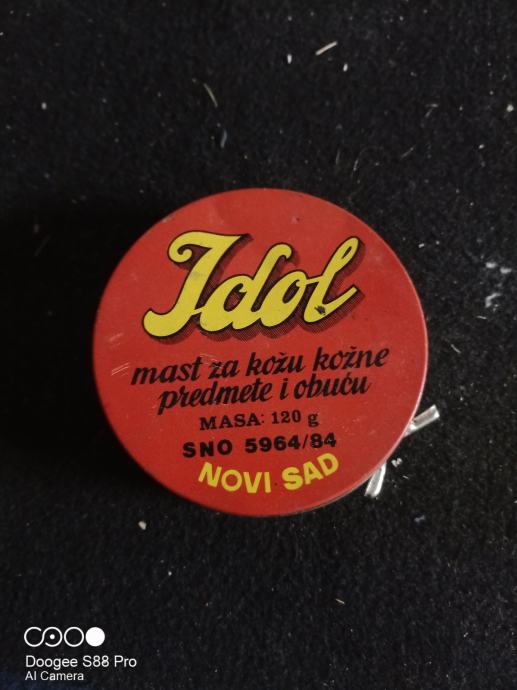 Idol
mast za kožu kožne
predmete i obuću
MASA: 120 g
SNO 5964/84
NOVI SAD
Doogee S88 Pro
AI Camera